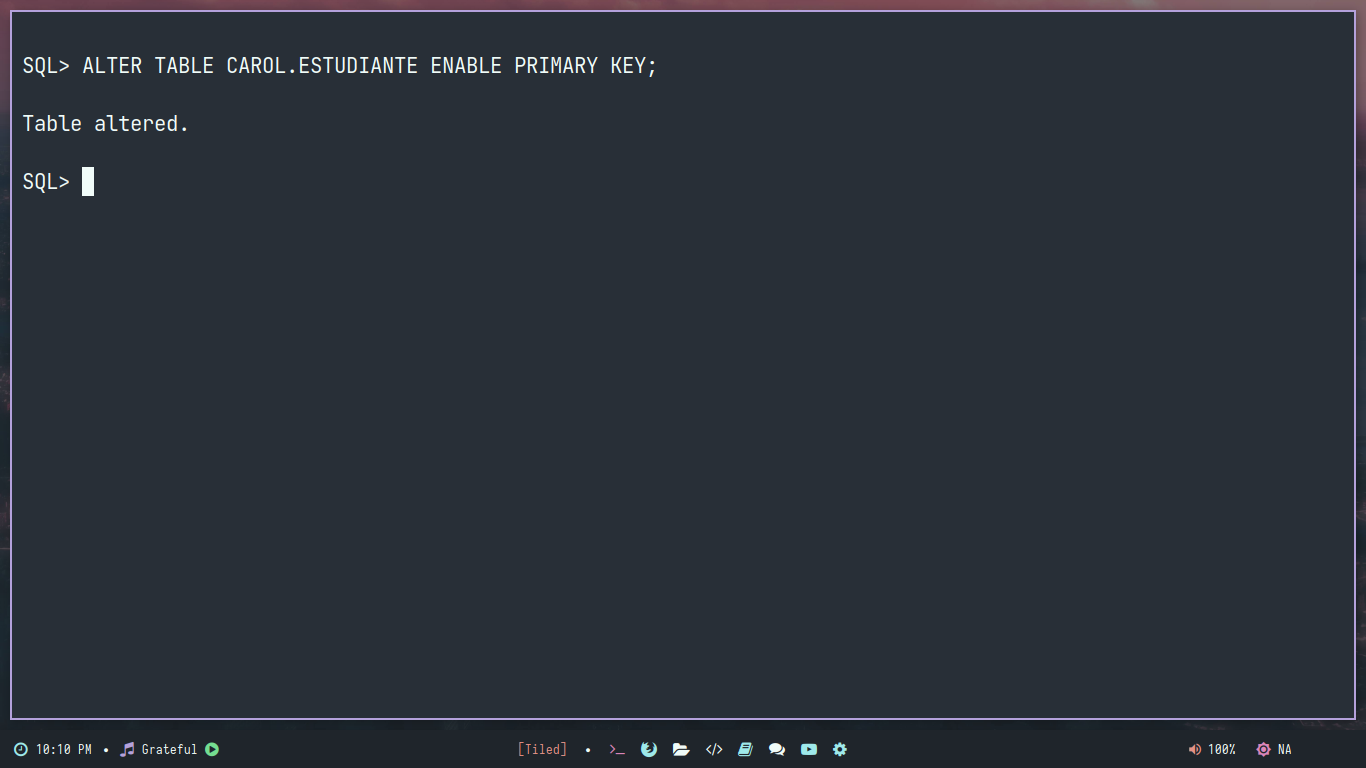 SQL> ALTER TABLE CAROL.ESTUDIANTE ENABLE PRIMARY KEY;
Table altered.
SQL>
10:10 PM • Grateful [Tiled] • >_ </> 100% NA